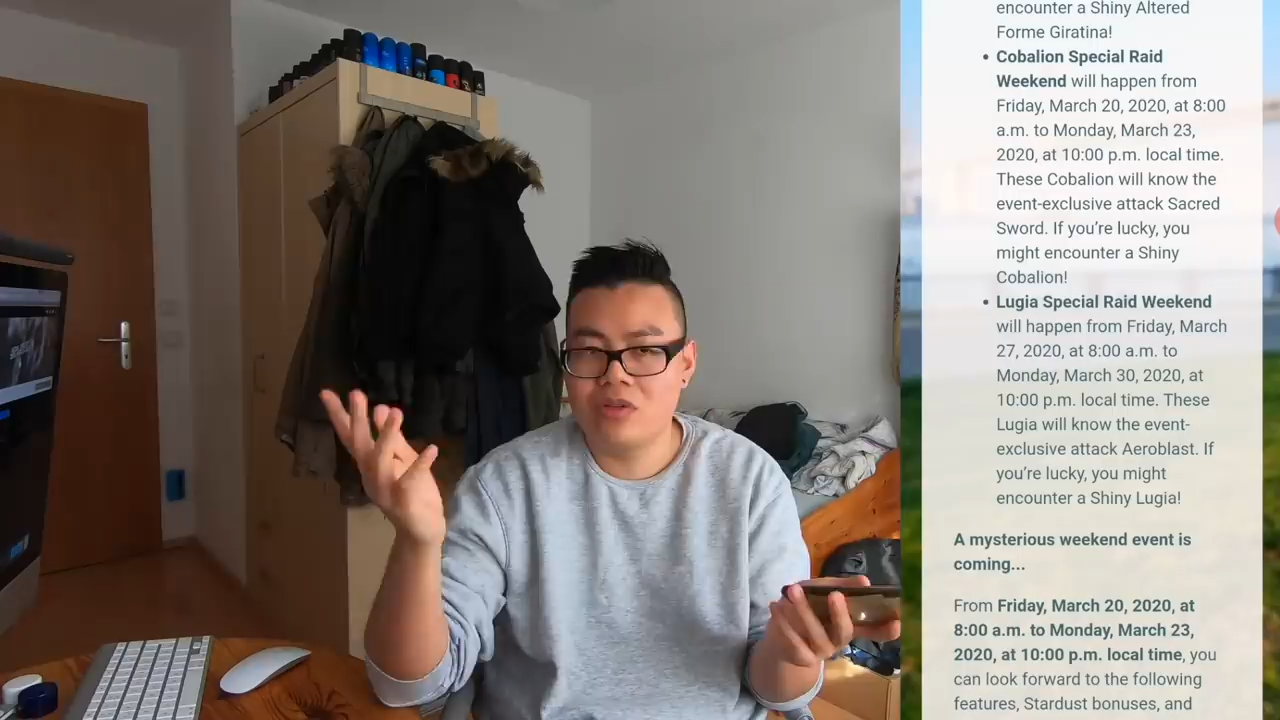 encounter a Shiny Altered
Forme Giratina!
• Cobalion Special Raid
Weekend will happen from
Friday, March 20, 2020, at 8:00
a.m. to Monday, March 23,
2020, at 10:00 p.m. local time.
These Cobalion will know the
event-exclusive attack Sacred
Sword. If you’re lucky, you
might encounter a Shiny
Cobalion!
• Lugia Special Raid Weekend
will happen from Friday, March
27, 2020, at 8:00 a.m. to
Monday, March 30, 2020, at
10:00 p.m. local time. These
Lugia will know the event-
exclusive attack Aeroblast. If
you’re lucky, you might
encounter a Shiny Lugia!
A mysterious weekend event is
coming...
From Friday, March 20, 2020, at
8:00 a.m. to Monday, March 23,
2020, at 10:00 p.m. local time, you
can look forward to the following
features, Stardust bonuses, and